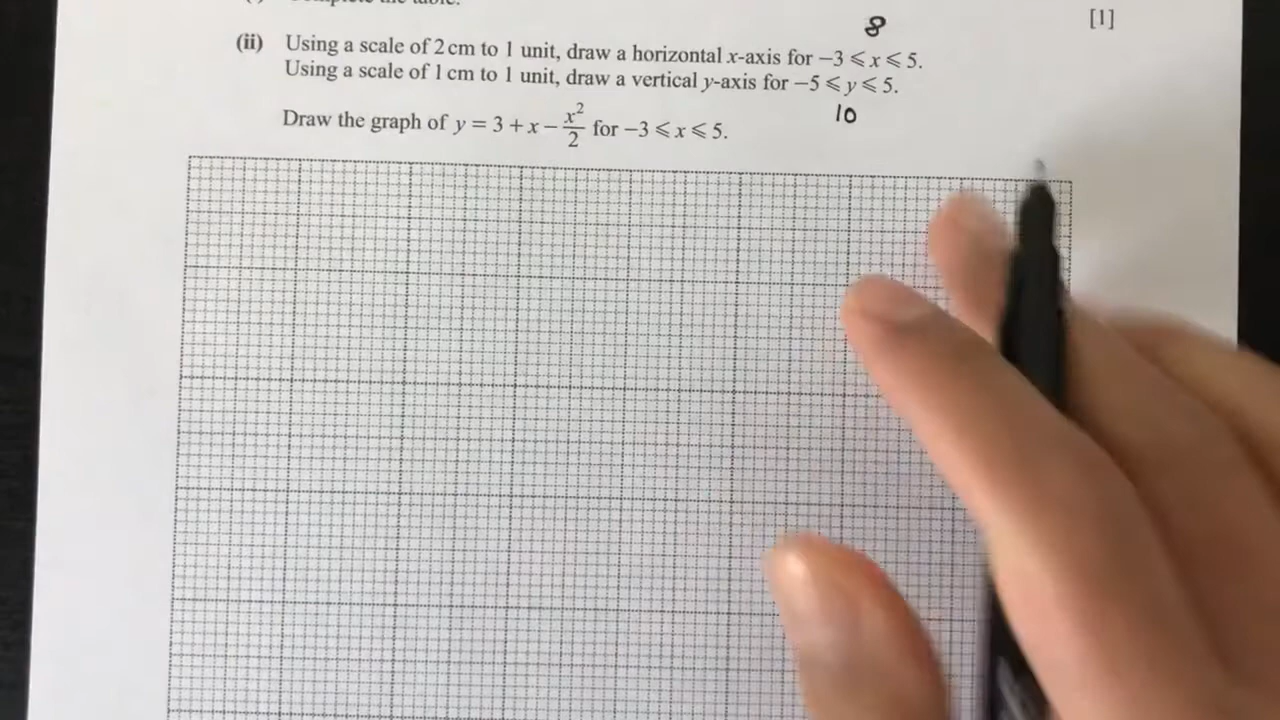 [1]
8
(ii) Using a scale of 2 cm to 1 unit, draw a horizontal x-axis for −3 ⩽ x ⩽ 5.
Using a scale of 1 cm to 1 unit, draw a vertical y-axis for −5 ⩽ y ⩽ 5.
10
Draw the graph of y = 3 + x − x²/2 for −3 ⩽ x ⩽ 5.